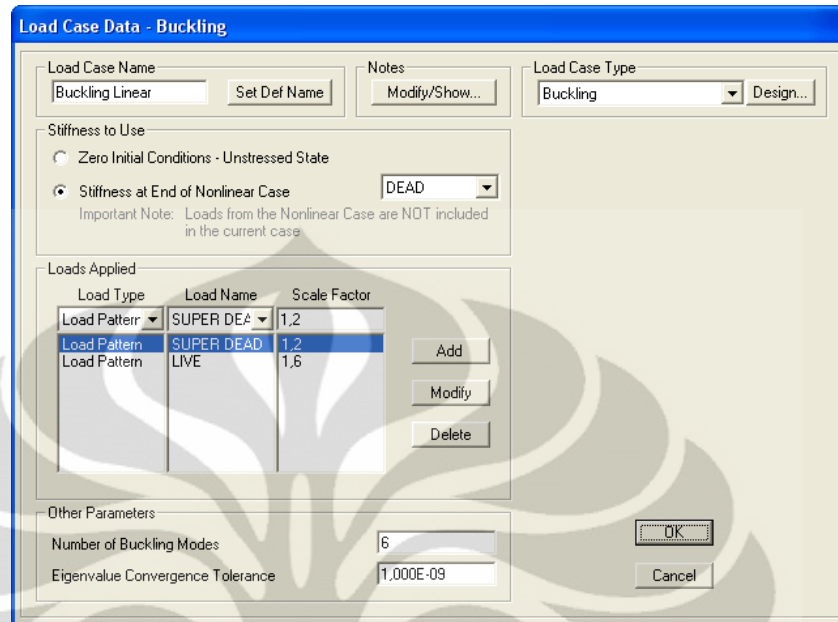 Load Case Data - Buckling
Load Case Name
Notes
Load Case Type
Buckling Linear
Set Def Name
Modify/Show...
Buckling
Design...
Stiffness to Use
Zero Initial Conditions - Unstressed State
Stiffness at End of Nonlinear Case
DEAD
Important Note: Loads from the Nonlinear Case are NOT included
in the current case
Loads Applied
Load Type Load Name Scale Factor
Load Pattern SUPER DEA 1,2
Load Pattern SUPER DEAD 1,2
Load Pattern LIVE 1,6
Add
Modify
Delete
Other Parameters
Number of Buckling Modes 6
Eigenvalue Convergence Tolerance 1,000E-09
OK
Cancel